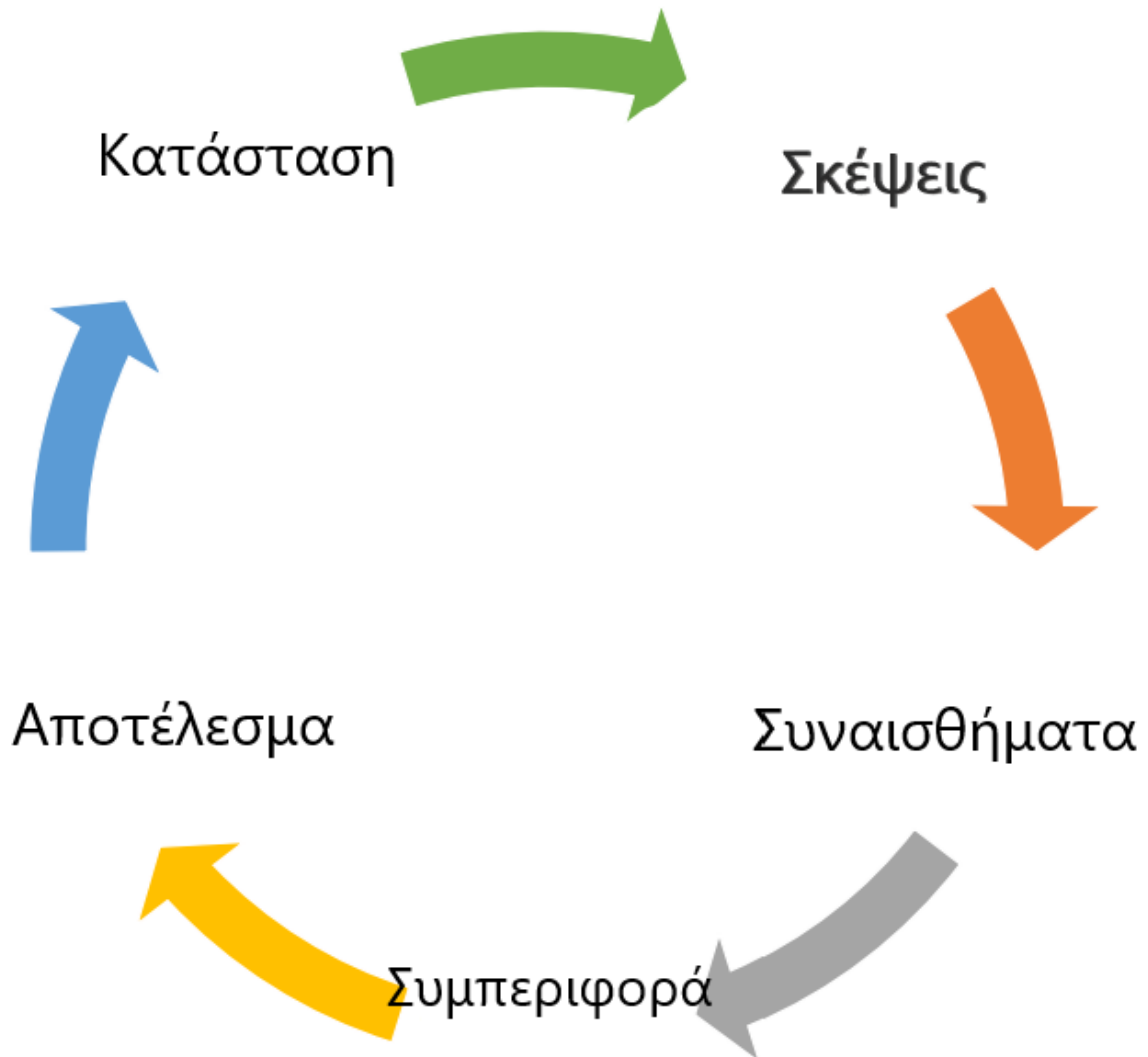 Κατάσταση
Σκέψεις
Συναισθήματα
Συμπεριφορά
Αποτέλεσμα